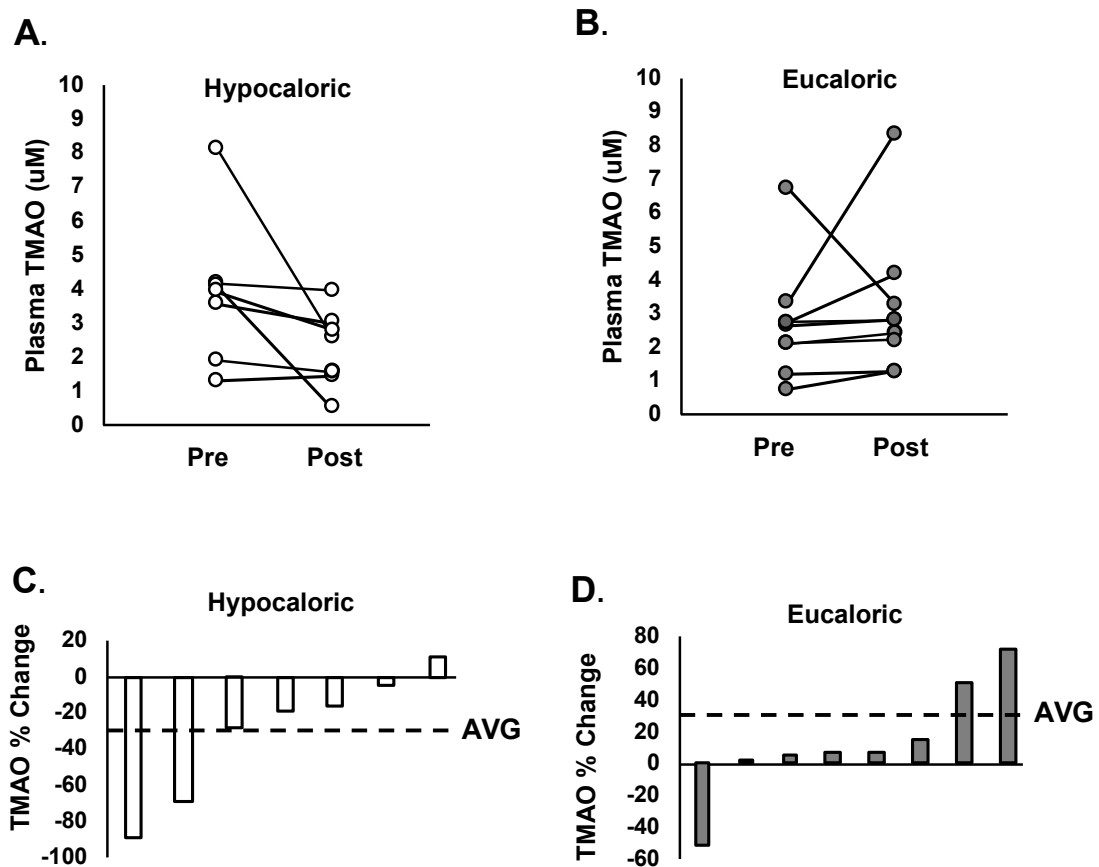 A.
Hypocaloric
Plasma TMAO (uM)
10
9
8
7
6
5
4
3
2
1
0
Pre Post
B.
Eucaloric
Plasma TMAO (uM)
10
9
8
7
6
5
4
3
2
1
0
Pre Post
C.
Hypocaloric
TMAO % Change
20
0
-20
-40
-60
-80
-100
AVG
D.
Eucaloric
TMAO % Change
80
60
40
20
0
-20
-40
-60
AVG